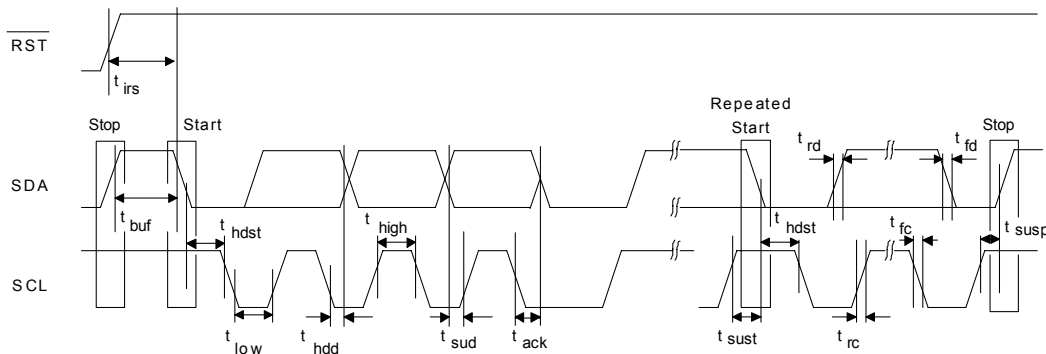 RST
t irs
Repeated
Stop Start Start Stop
t rd t fd
SDA
t buf t hdst t high t hdst t fc t susp
SCL
t low t hdd t sud t ack t sust t rc